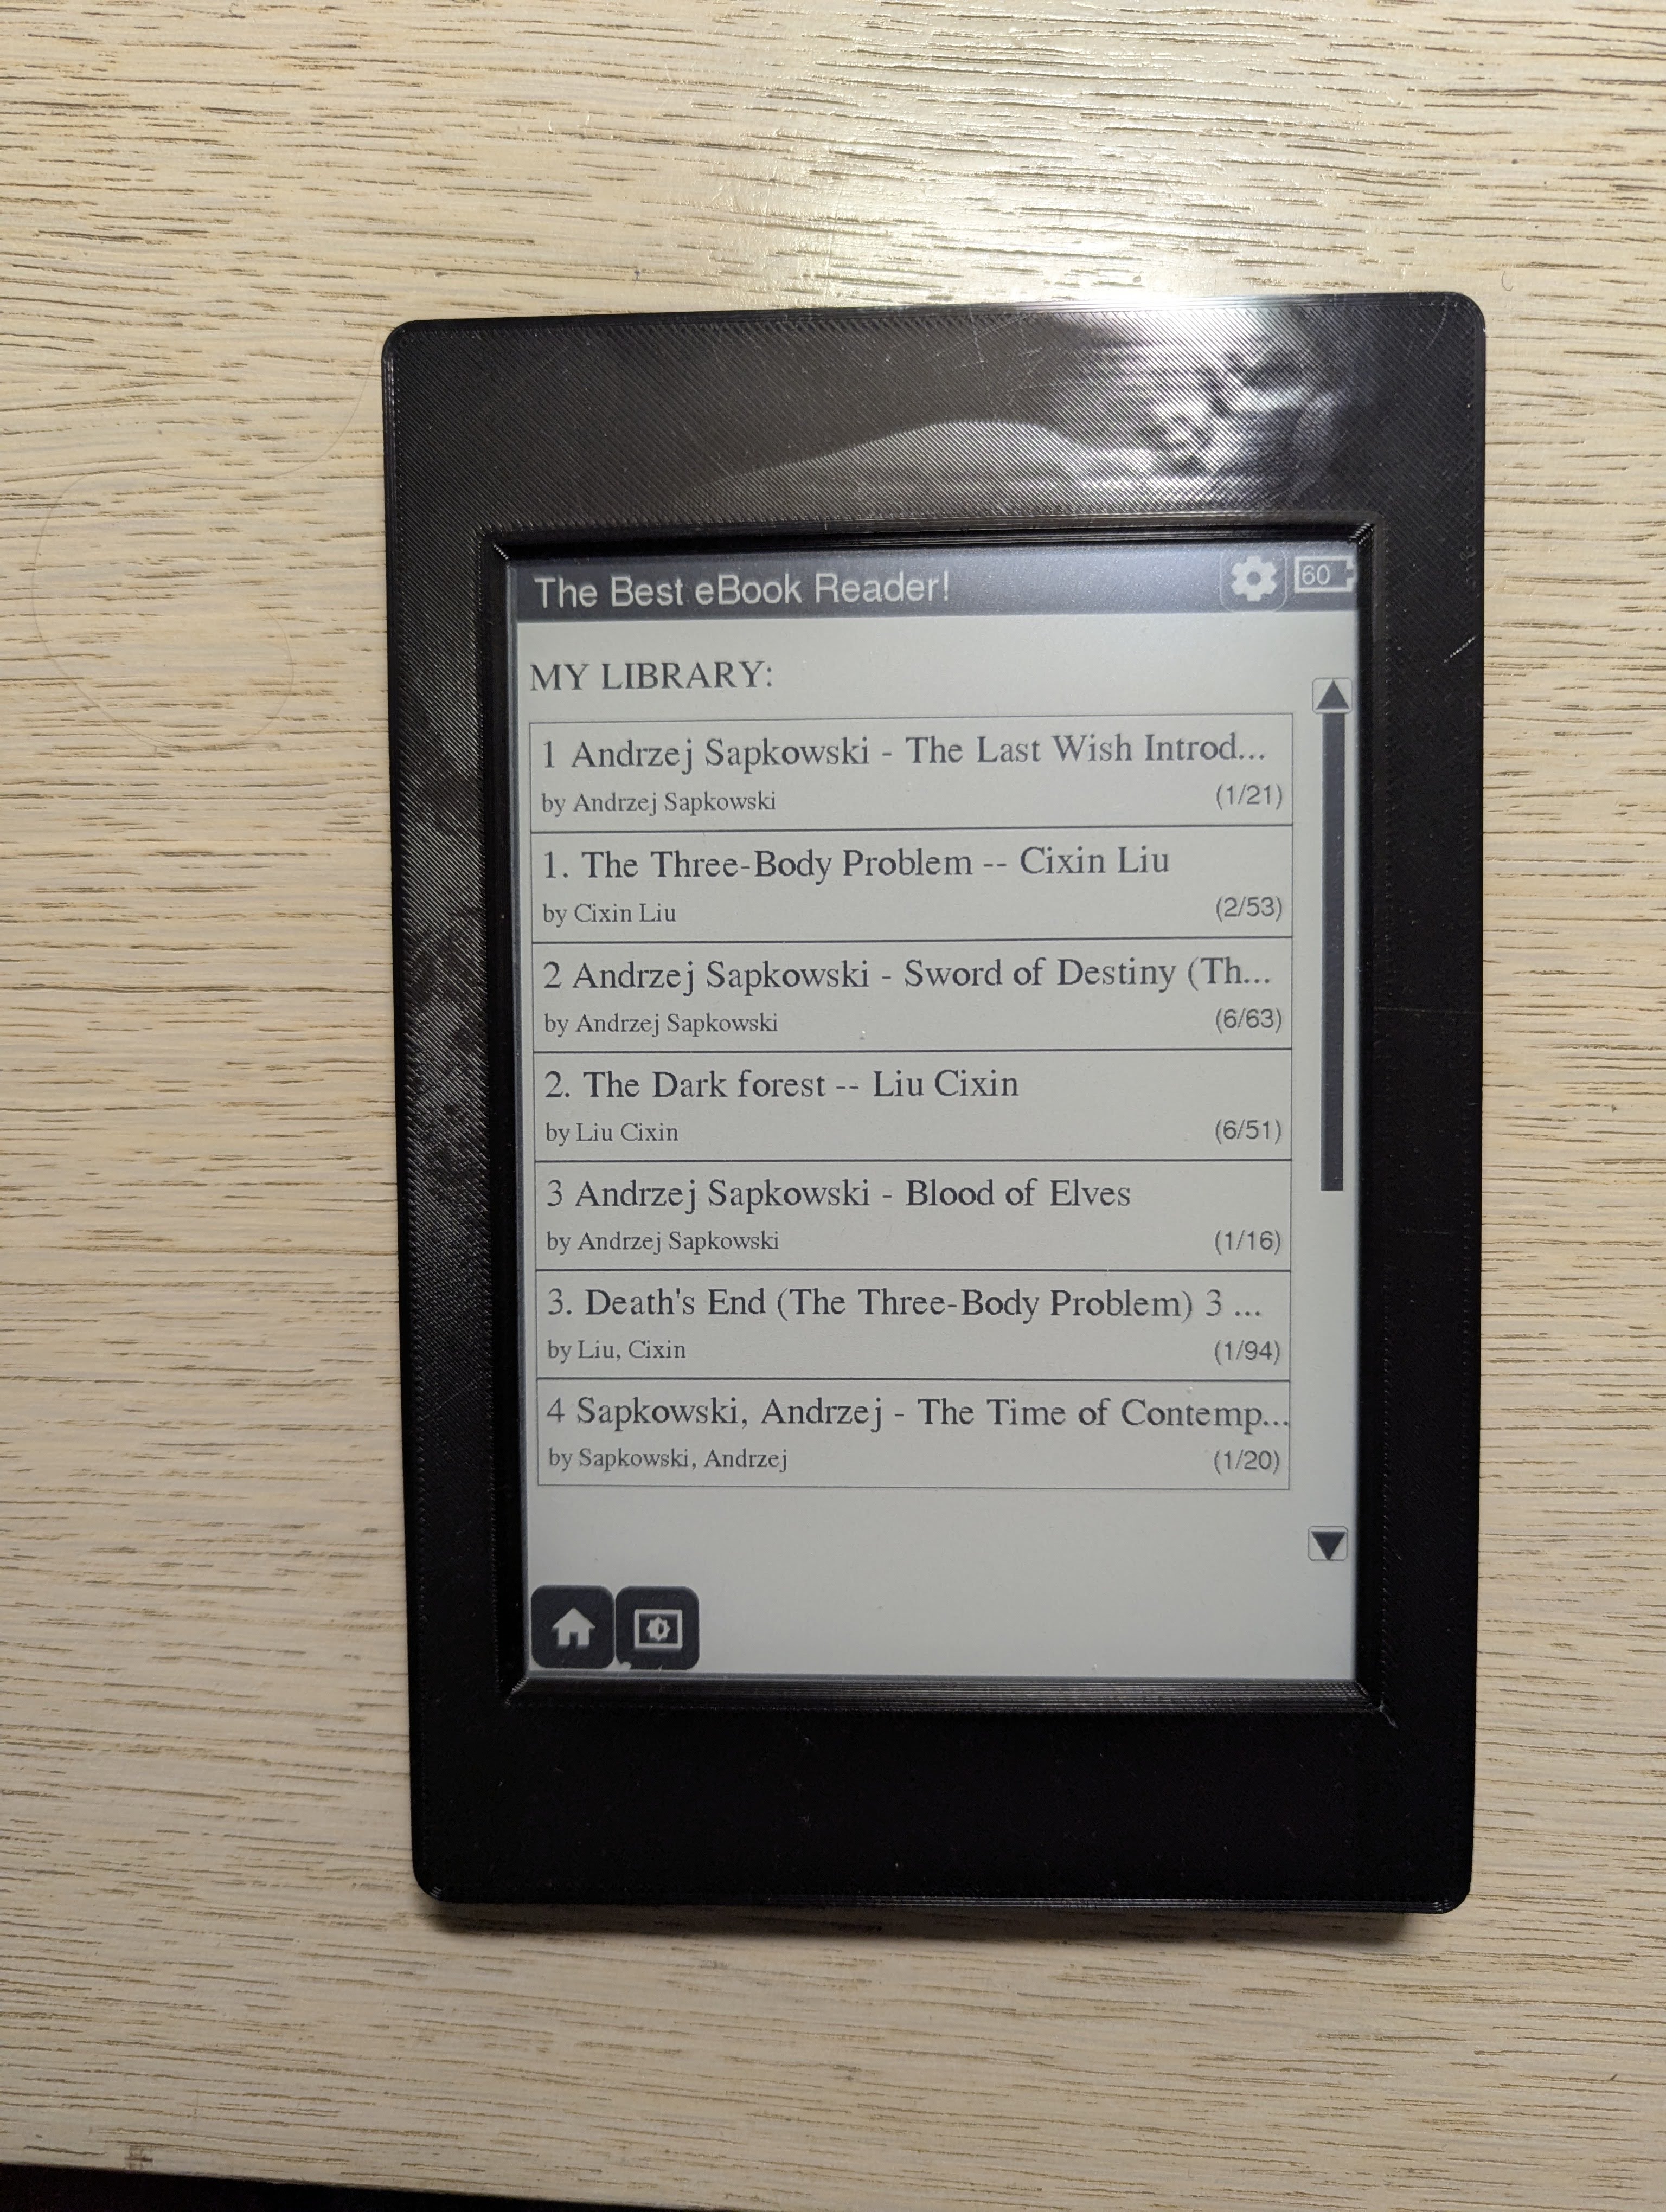 The Best eBook Reader!
60
MY LIBRARY:
1 Andrzej Sapkowski - The Last Wish Introd...
by Andrzej Sapkowski (1/21)
1. The Three-Body Problem -- Cixin Liu
by Cixin Liu (2/53)
2 Andrzej Sapkowski - Sword of Destiny (Th...
by Andrzej Sapkowski (6/63)
2. The Dark forest -- Liu Cixin
by Liu Cixin (6/51)
3 Andrzej Sapkowski - Blood of Elves
by Andrzej Sapkowski (1/16)
3. Death's End (The Three-Body Problem) 3 ...
by Liu, Cixin (1/94)
4 Sapkowski, Andrzej - The Time of Contemp...
by Sapkowski, Andrzej (1/20)